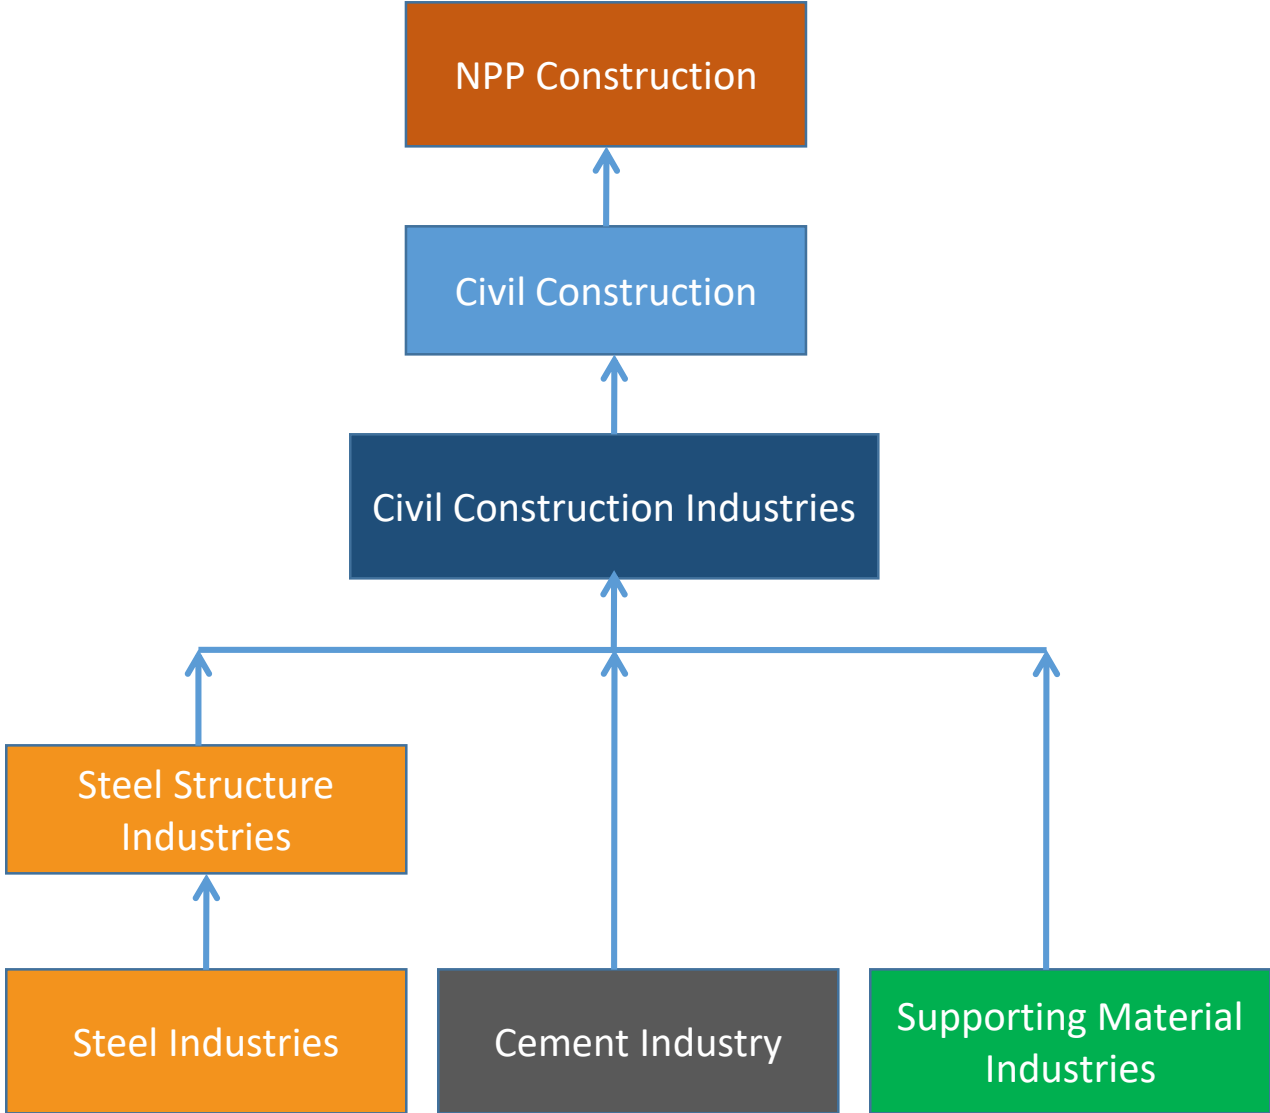 NPP Construction
Civil Construction
Civil Construction Industries
Steel Structure
Industries
Steel Industries
Cement Industry
Supporting Material
Industries